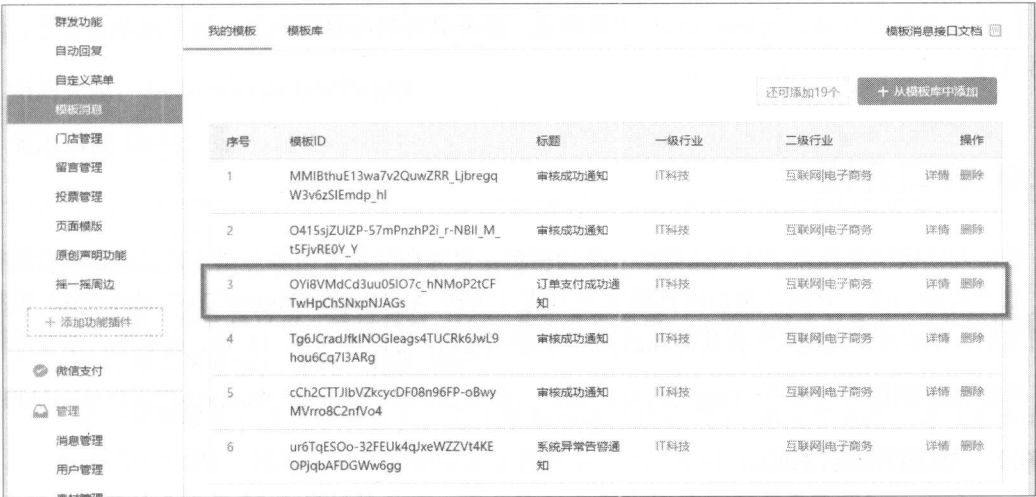 群发功能
自动回复
自定义菜单
模板消息
门店管理
留言管理
投票管理
页面模版
原创声明功能
摇一摇周边
+ 添加功能插件
微信支付
管理
消息管理
用户管理
素材管理
我的模板 模板库 模板消息接口文档
还可添加19个 + 从模板库中添加
序号 模板ID 标题 一级行业 二级行业 操作
1 MMIBthuE13wa7v2QuwZRR_Ljbregq 审核成功通知 IT科技 互联网|电子商务 详情 删除
W3v6zSIEmdp_hI
2 O415sjZUIZP-57mPnzhP2i_r-NBII_M_ 审核成功通知 IT科技 互联网|电子商务 详情 删除
t5FjvRE0Y_Y
3 OYi8VMdCd3uu05IO7c_hNMoP2tCF 订单支付成功通 IT科技 互联网|电子商务 详情 删除
TwHpChSNxpNJAGs 知
4 Tg6JCradJfkINOGIeags4TUCRk6JwL9 审核成功通知 IT科技 互联网|电子商务 详情 删除
hou6Cq7I3ARg
5 cCh2CTTJIbVZkcycDF08n96FP-oBwy 审核成功通知 IT科技 互联网|电子商务 详情 删除
MVrro8C2nfVo4
6 ur6TqESOo-32FEUk4qJxeWZZVt4KE 系统异常告警通 IT科技 互联网|电子商务 详情 删除
OPjqbAFDGWw6gg 知